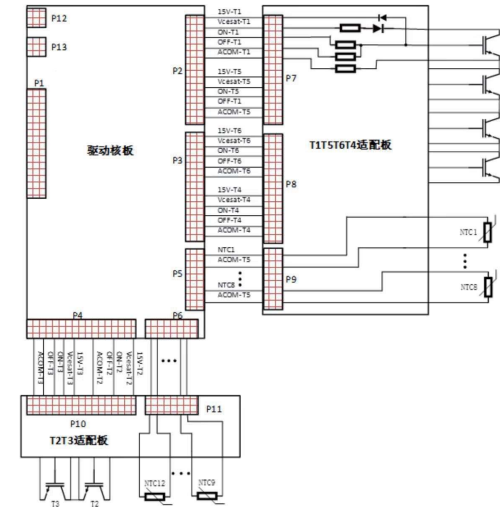 P12
P13
P1
驱动核板
P2
P3
P5
P4
P6
15V-T1
Vcesat-T1
ON-T1
OFF-T1
ACOM-T1
15V-T5
Vcesat-T5
ON-T5
OFF-T1
ACOM-T5
15V-T6
Vcesat-T6
ON-T6
OFF-T6
ACOM-T6
15V-T4
Vcesat-T4
ON-T4
OFF-T4
ACOM-T4
NTC1
ACOM-T5
NTC8
ACOM-T5
P7
P8
P9
T1T5T6T4适配板
NTC1
NTC8
ACOM-T3
OFF-T3
ON-T3
Vcesat-T3
15V-T3
ACOM-T2
OFF-T2
ON-T2
Vcesat-T2
15V-T2
P10
P11
T2T3适配板
T3
T2
NTC12
NTC9